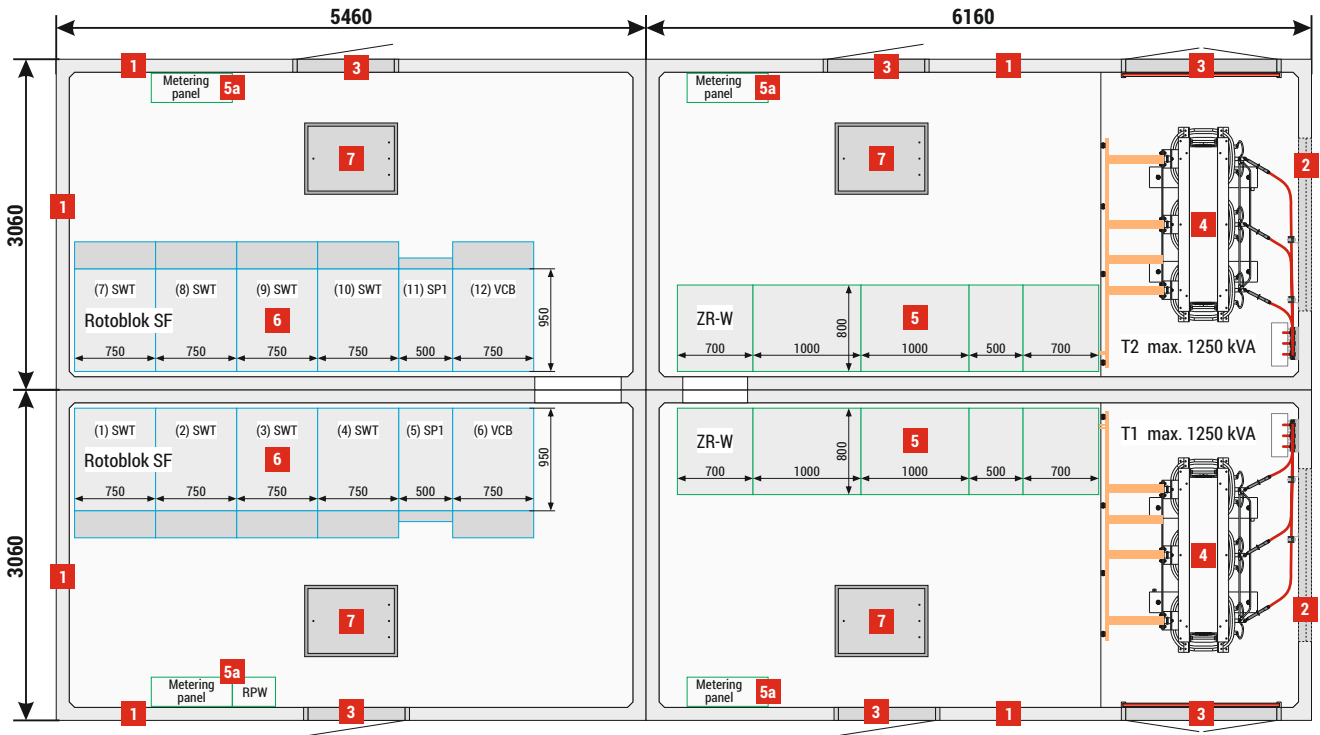 5460
6160
1
3
3
1
3
Metering
panel
5a
Metering
panel
5a
7
7
2
3060
1
4
(7) SWT
(8) SWT
(9) SWT
(10) SWT
(11) SP1
(12) VCB
Rotoblok SF
6
950
ZR-W
800
5
750
750
750
750
500
750
700
1000
1000
500
700
T2 max. 1250 kVA
(1) SWT
(2) SWT
(3) SWT
(4) SWT
(5) SP1
(6) VCB
Rotoblok SF
6
950
ZR-W
800
5
T1 max. 1250 kVA
750
750
750
750
500
750
700
1000
1000
500
700
3060
4
1
7
7
2
5a
Metering
panel
RPW
Metering
panel
5a
1
3
3
1
3